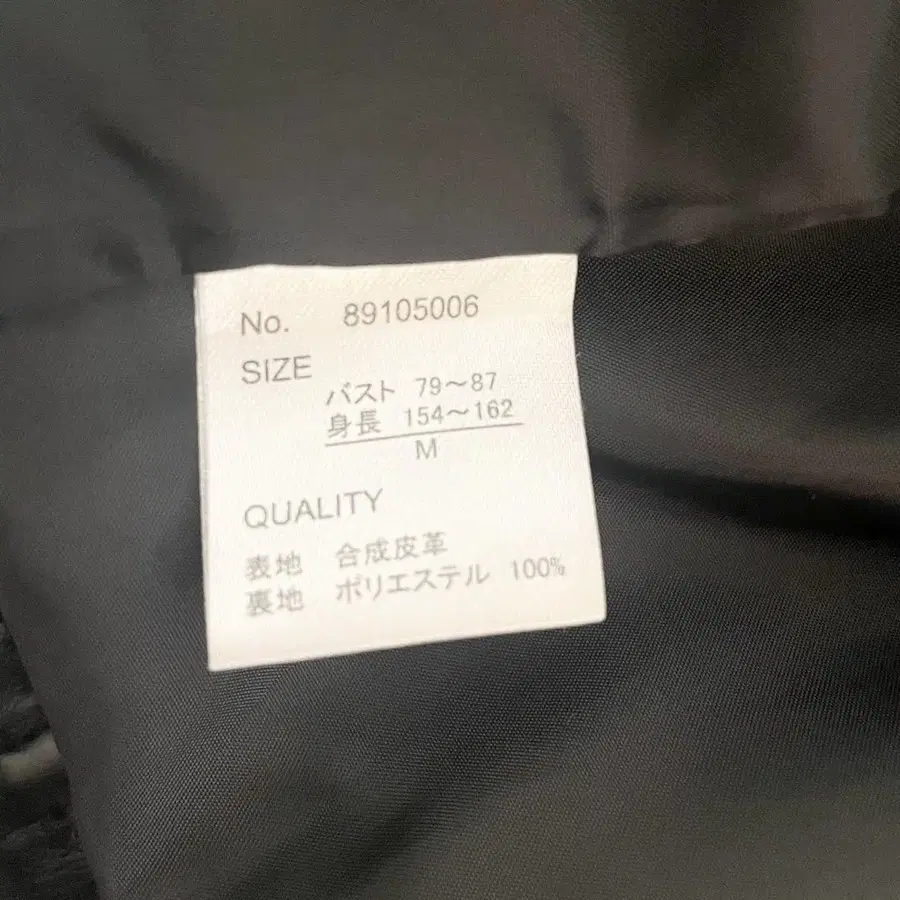 No. 89105006
SIZE
バスト 79～87
身長 154～162
M
QUALITY
表地 合成皮革
裏地 ポリエステル 100%